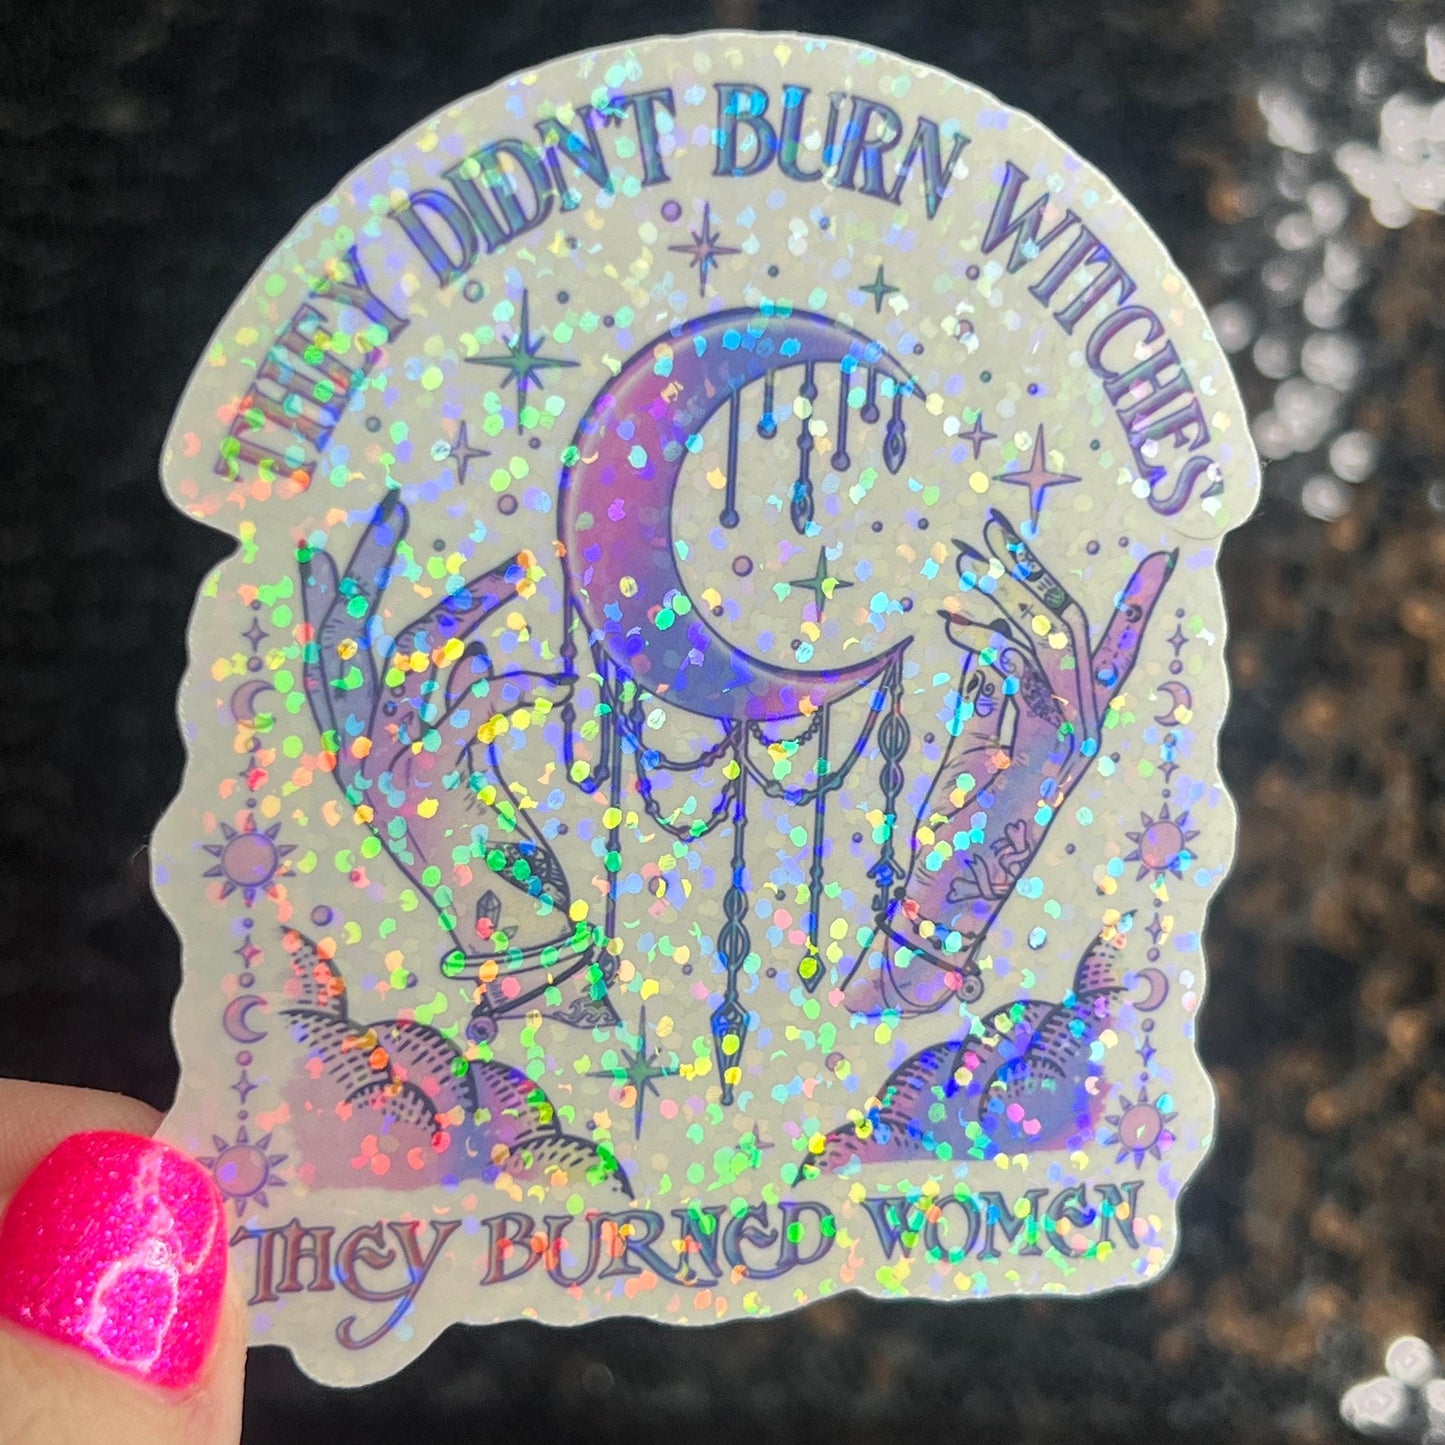 THEY DIDN'T BURN WITCHES
THEY BURNED WOMEN